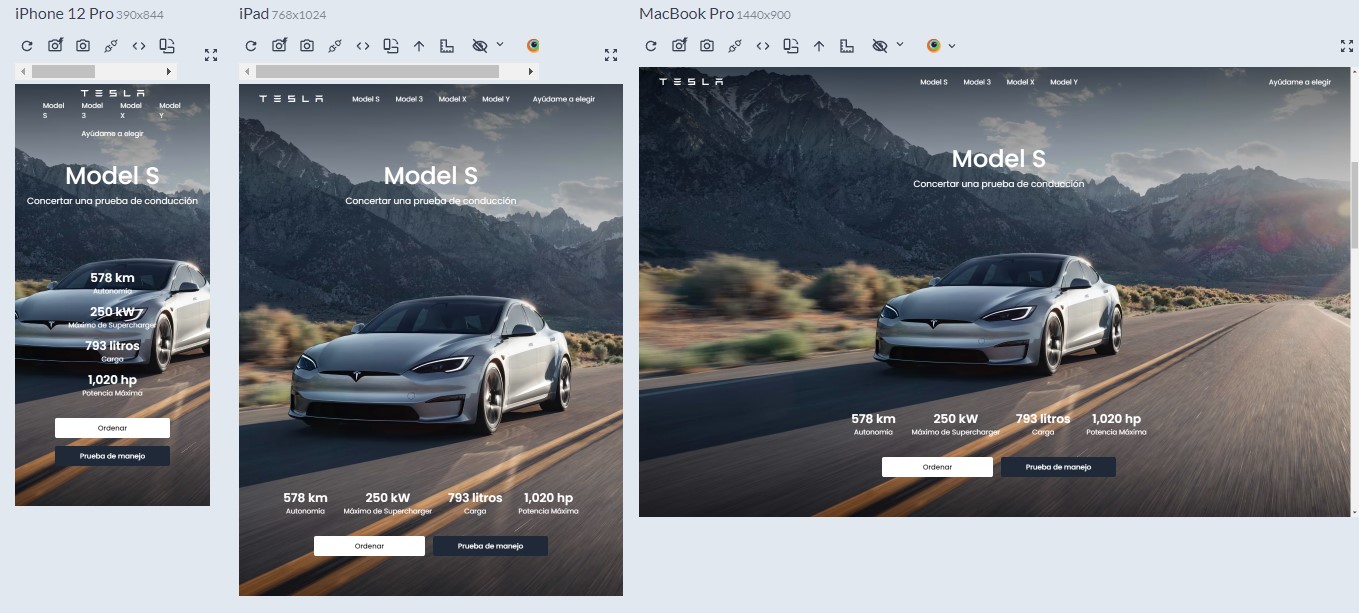 iPhone 12 Pro 390x844
TESLA
Model S Model 3 Model X Model Y
Ayúdame a elegir
Model S
Concertar una prueba de conducción
578 km
Autonomía
250 kW
Máximo de Supercharger
793 litros
Carga
1,020 hp
Potencia Máxima
Ordenar
Prueba de manejo
iPad 768x1024
TESLA Model S Model 3 Model X Model Y Ayúdame a elegir
Model S
Concertar una prueba de conducción
578 km 250 kW 793 litros 1,020 hp
Autonomía Máximo de Supercharger Carga Potencia Máxima
Ordenar Prueba de manejo
MacBook Pro 1440x900
TESLA Model S Model 3 Model X Model Y Ayúdame a elegir
Model S
Concertar una prueba de conducción
578 km 250 kW 793 litros 1,020 hp
Autonomía Máximo de Supercharger Carga Potencia Máxima
Ordenar Prueba de manejo